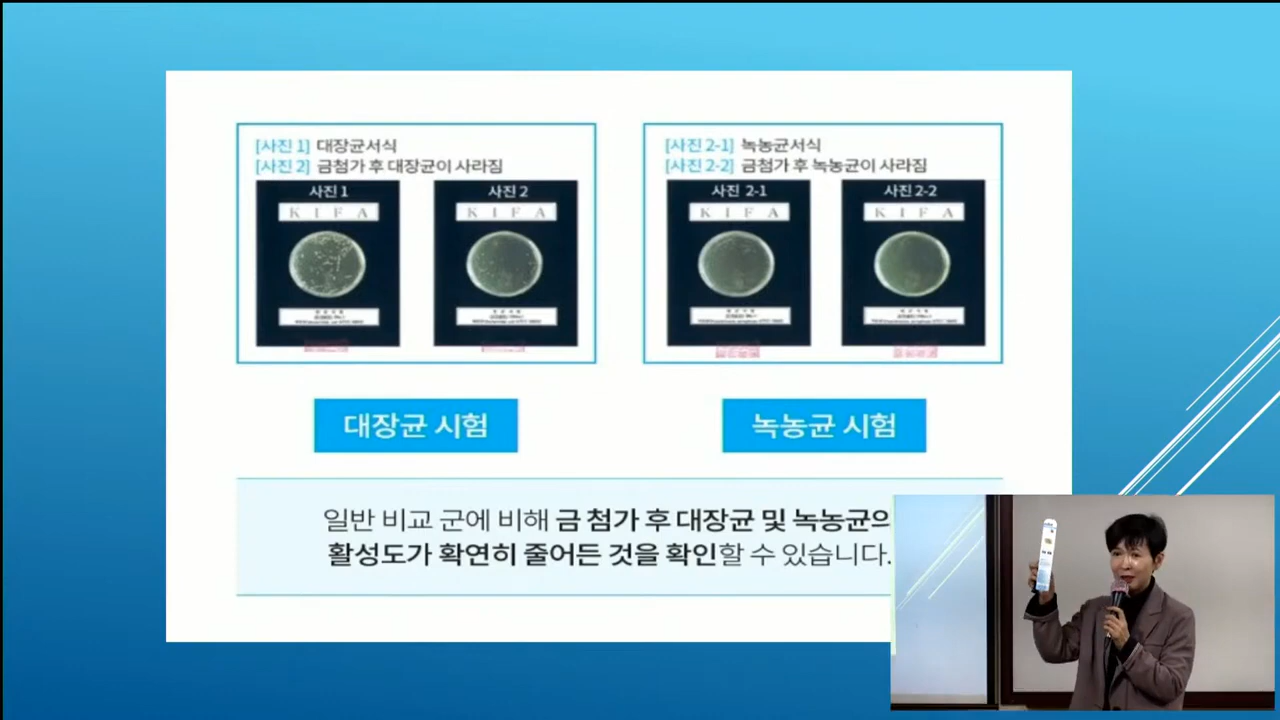 [사진 1] 대장균서식
[사진 2] 금첨가 후 대장균이 사라짐
사진 1
사진 2
KIFA
KIFA
[사진 2-1] 녹농균서식
[사진 2-2] 금첨가 후 녹농균이 사라짐
사진 2-1
사진 2-2
KIFA
KIFA
대장균 시험
녹농균 시험
일반 비교 군에 비해 금 첨가 후 대장균 및 녹농균의
활성도가 확연히 줄어든 것을 확인할 수 있습니다.